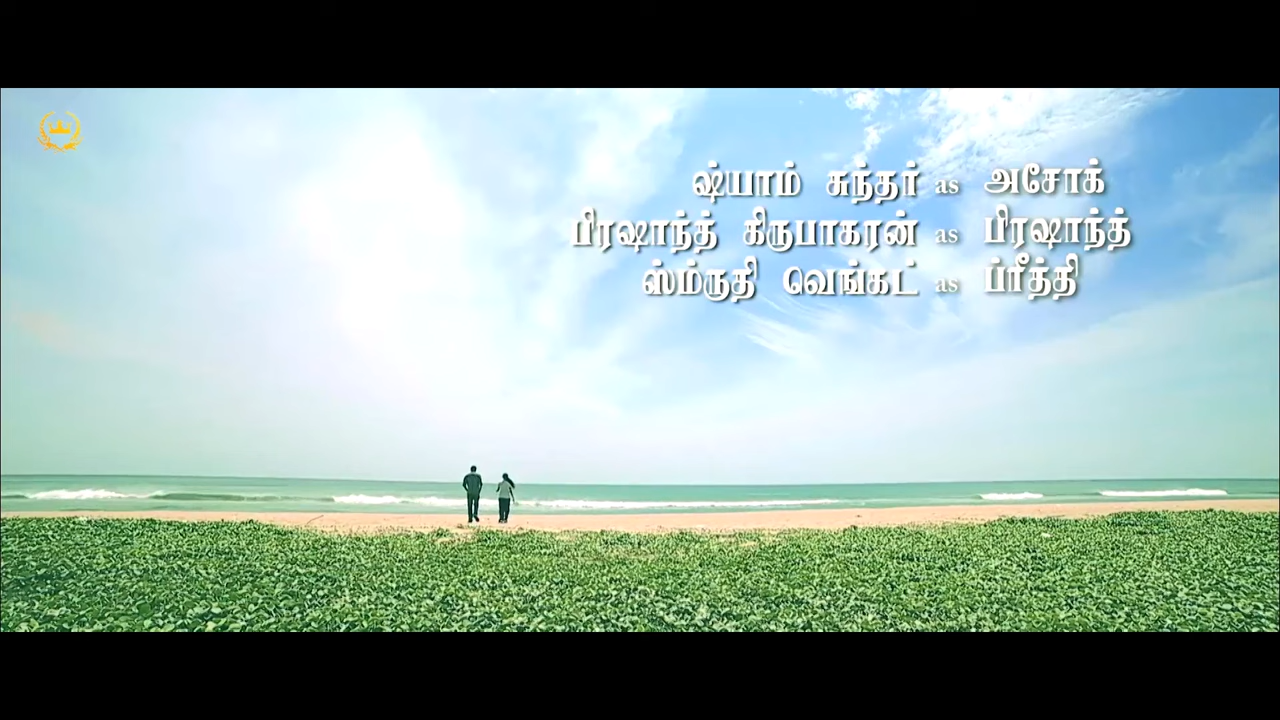 ஷ்யாம் சுந்தர் as அசோக்
பிரஷாந்த் கிருபாகரன் as பிரஷாந்த்
ஸ்ம்ருதி வெங்கட் as ப்ரீத்தி